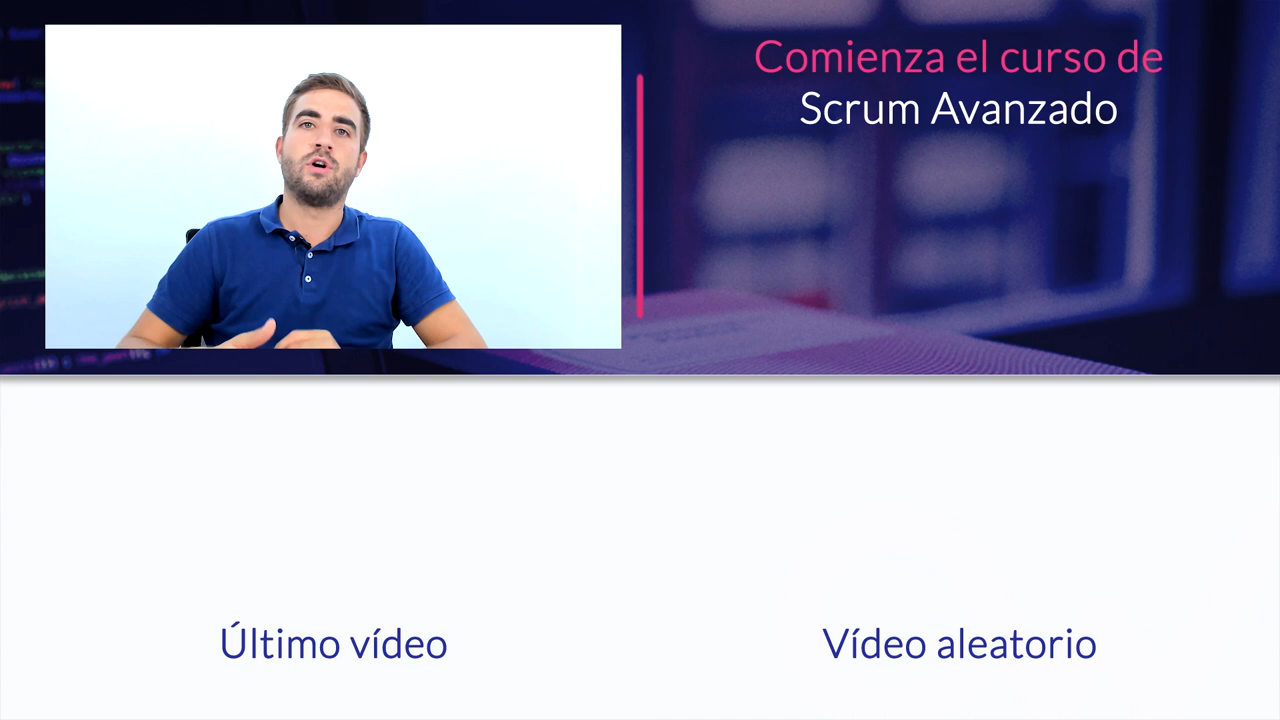 Comienza el curso de
Scrum Avanzado
Último vídeo
Vídeo aleatorio